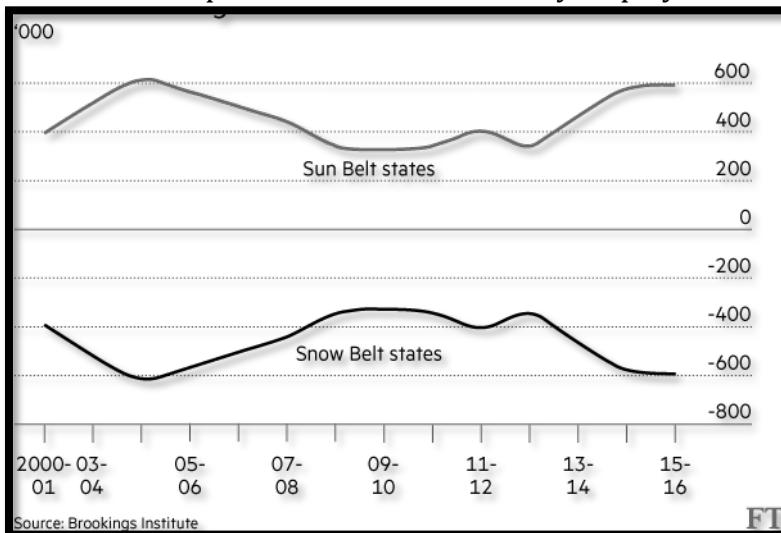 '000
600
400
Sun Belt states
200
0
-200
-400
Snow Belt states
-600
-800
2000-01 03-04 05-06 07-08 09-10 11-12 13-14 15-16
Source: Brookings Institute
FT